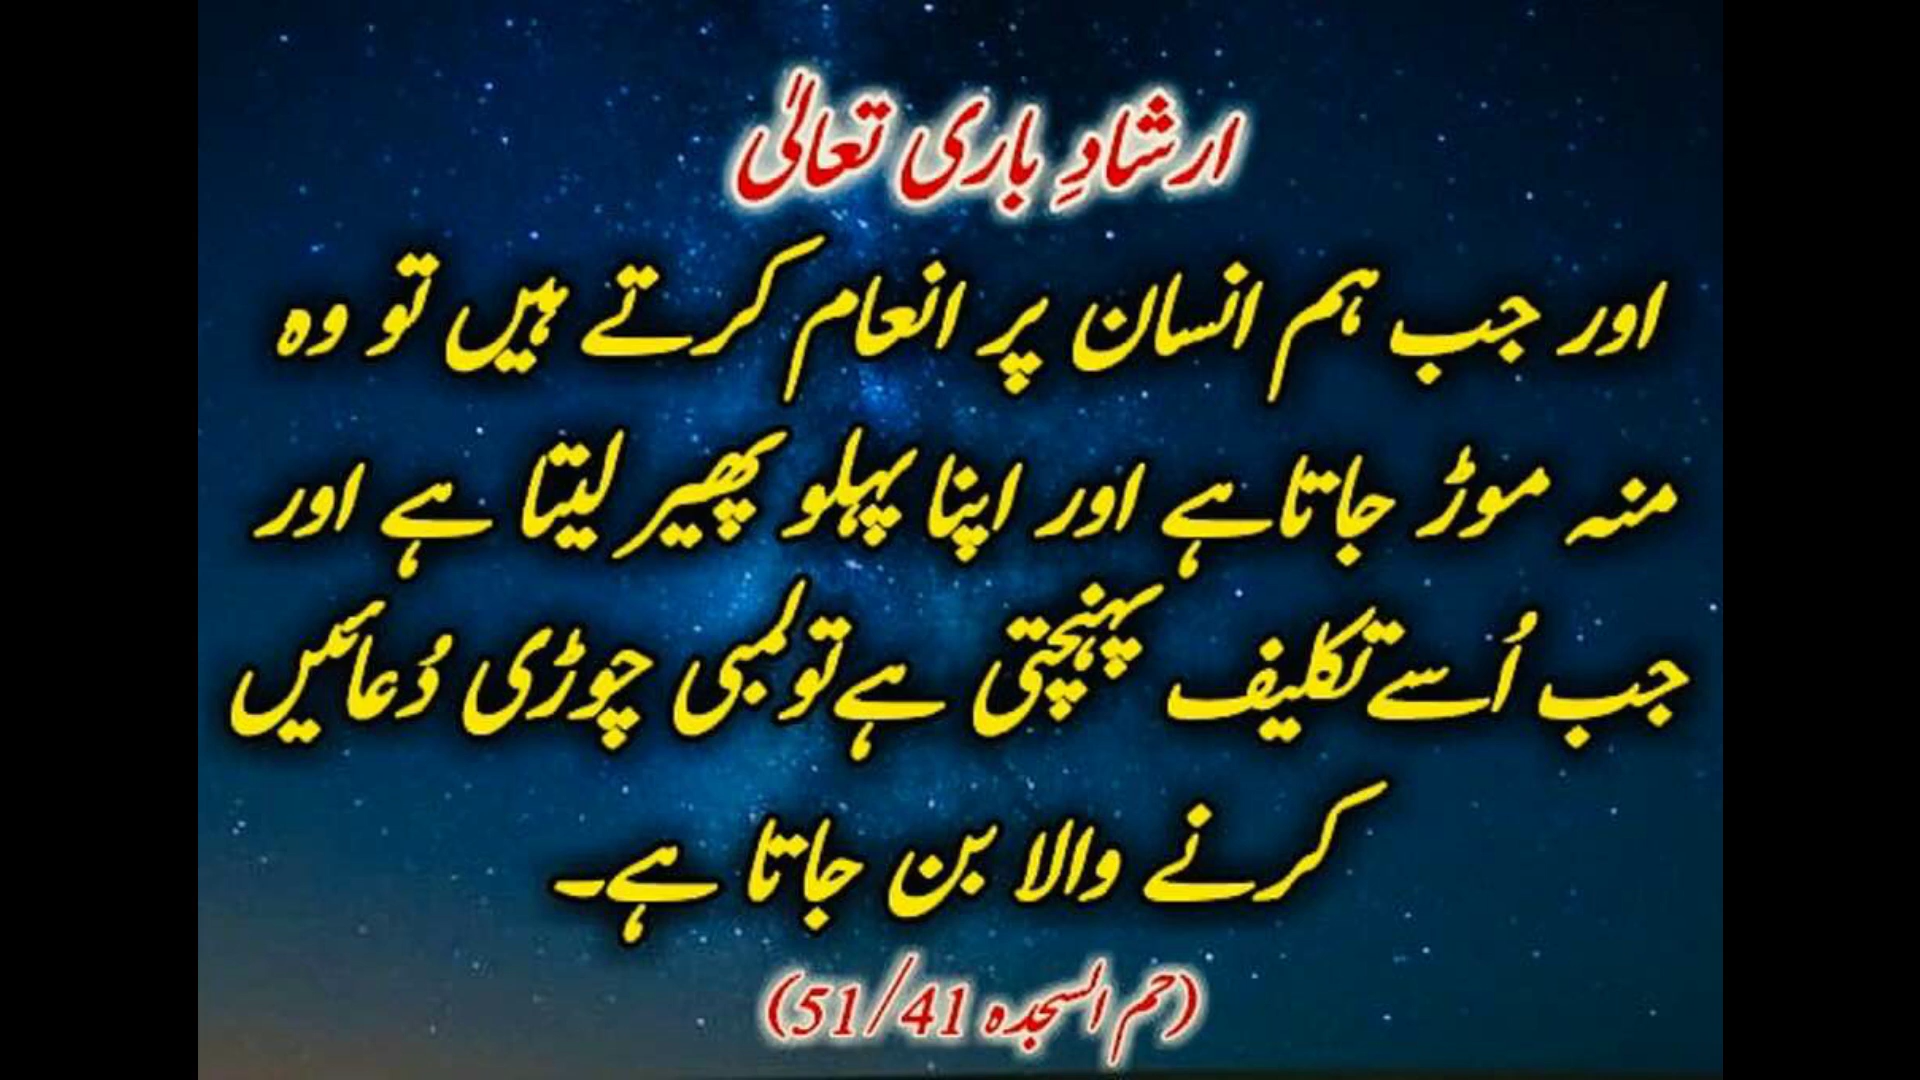 ارشادِ باری تعالیٰ
اور جب ہم انسان پر انعام کرتے ہیں تو وہ
منہ موڑ جاتا ہے اور اپنا پہلو پھیر لیتا ہے اور
جب اُسے تکلیف پہنچتی ہے تو لمبی چوڑی دُعائیں
کرنے والا بن جاتا ہے۔
(حم السجدہ 51/41)